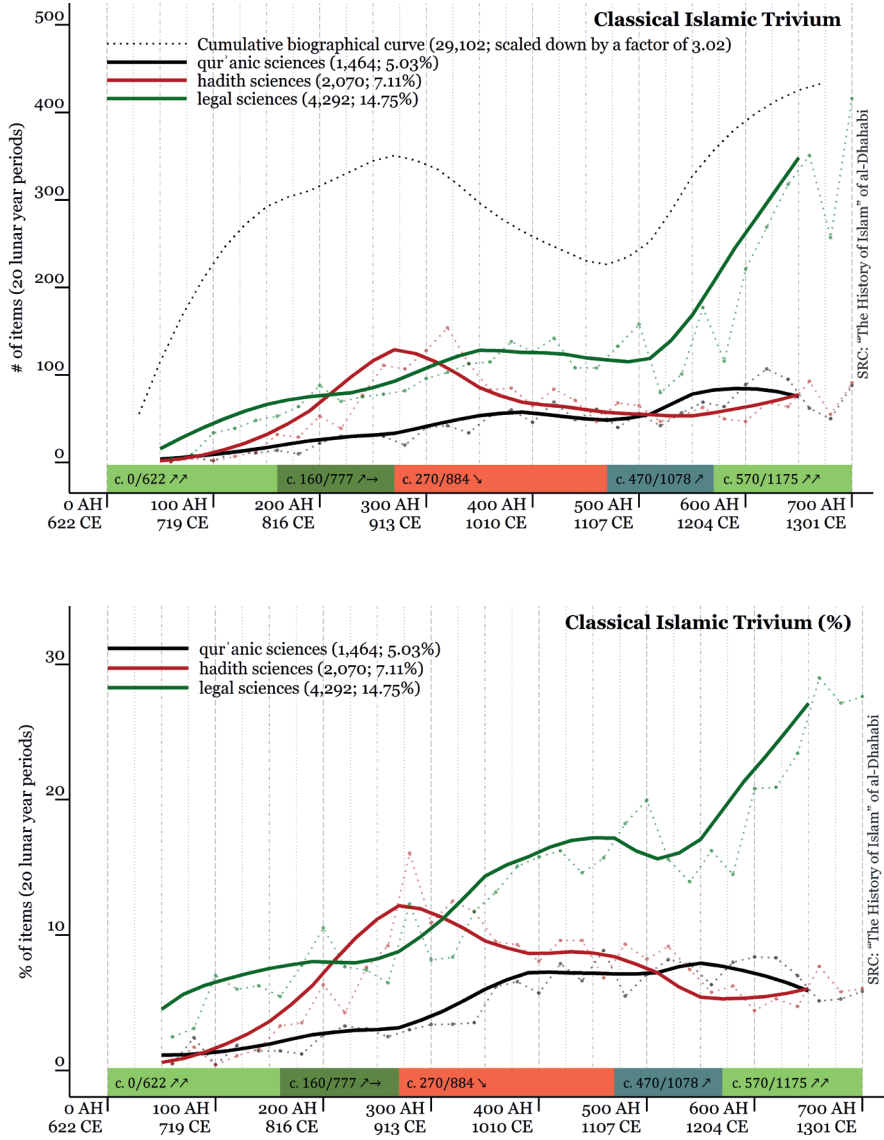 Classical Islamic Trivium
500
400
300
200
100
0
# of items (20 lunar year periods)
Cumulative biographical curve (29,102; scaled down by a factor of 3.02)
qurʾanic sciences (1,464; 5.03%)
hadith sciences (2,070; 7.11%)
legal sciences (4,292; 14.75%)
SRC: “The History of Islam” of al-Dhahabi
c. 0/622 ↗↗ c. 160/777 ↗→ c. 270/884 ↘ c. 470/1078 ↗ c. 570/1175 ↗↗
0 AH 100 AH 200 AH 300 AH 400 AH 500 AH 600 AH 700 AH
622 CE 719 CE 816 CE 913 CE 1010 CE 1107 CE 1204 CE 1301 CE
Classical Islamic Trivium (%)
30
20
10
0
% of items (20 lunar year periods)
qurʾanic sciences (1,464; 5.03%)
hadith sciences (2,070; 7.11%)
legal sciences (4,292; 14.75%)
SRC: “The History of Islam” of al-Dhahabi
c. 0/622 ↗↗ c. 160/777 ↗→ c. 270/884 ↘ c. 470/1078 ↗ c. 570/1175 ↗↗
0 AH 100 AH 200 AH 300 AH 400 AH 500 AH 600 AH 700 AH
622 CE 719 CE 816 CE 913 CE 1010 CE 1107 CE 1204 CE 1301 CE